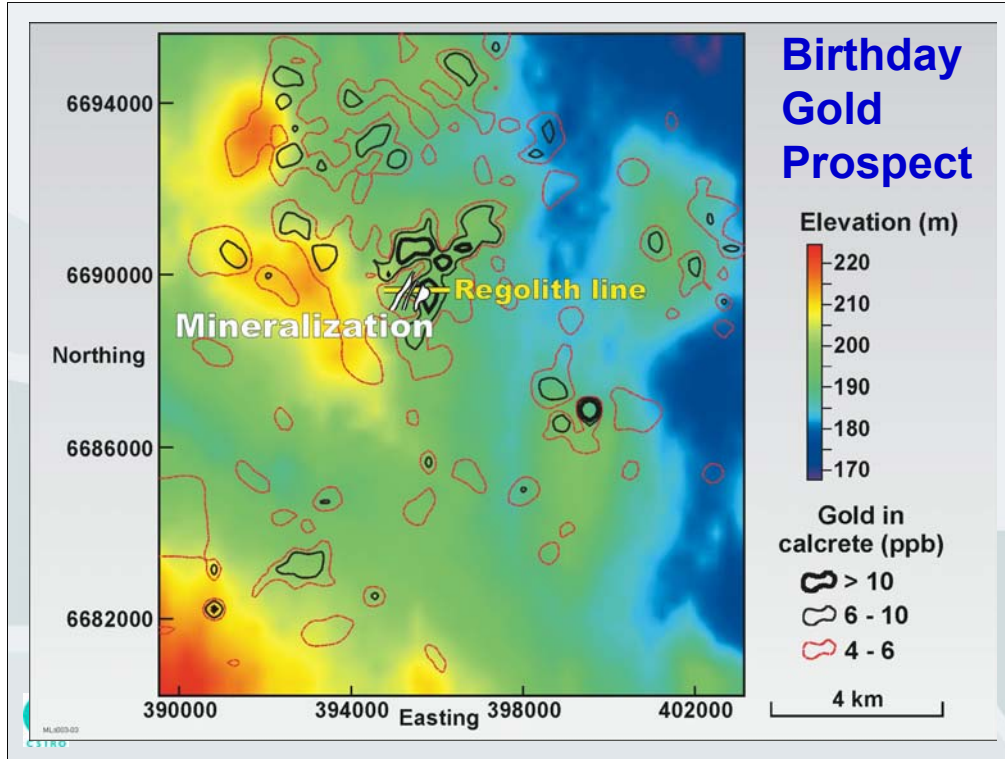 Birthday
Gold
Prospect
6694000
6690000
Northing
6686000
6682000
Regolith line
Mineralization
390000
394000
Easting
398000
402000
Elevation (m)
220
210
200
190
180
170
Gold in
calcrete (ppb)
> 10
6 - 10
4 - 6
4 km
CSIRO